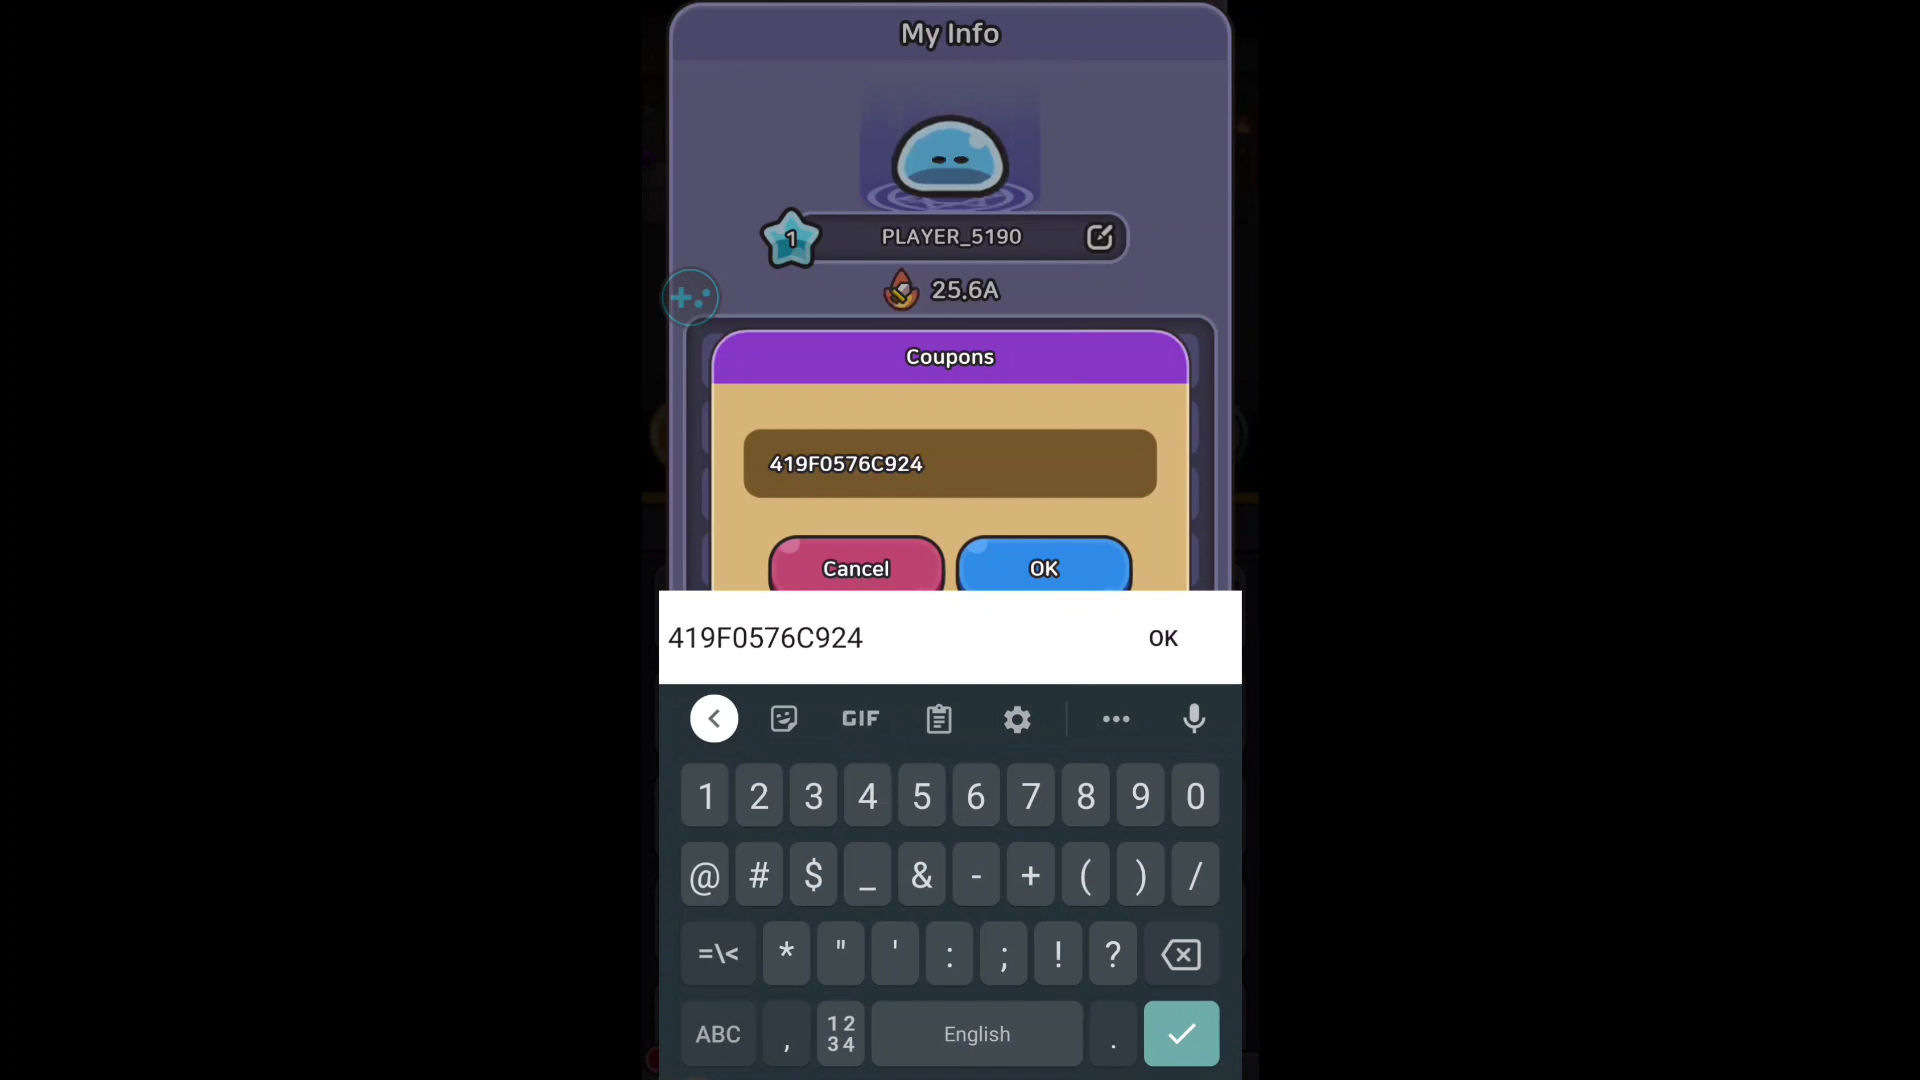 My Info
1 PLAYER_5190
25.6A
Coupons
419F0576C924
Cancel OK
419F0576C924 OK
GIF
1 2 3 4 5 6 7 8 9 0
@ # $ _ & - + ( ) /
=\< * " ' : ; ! ?
ABC , 12 34 English .